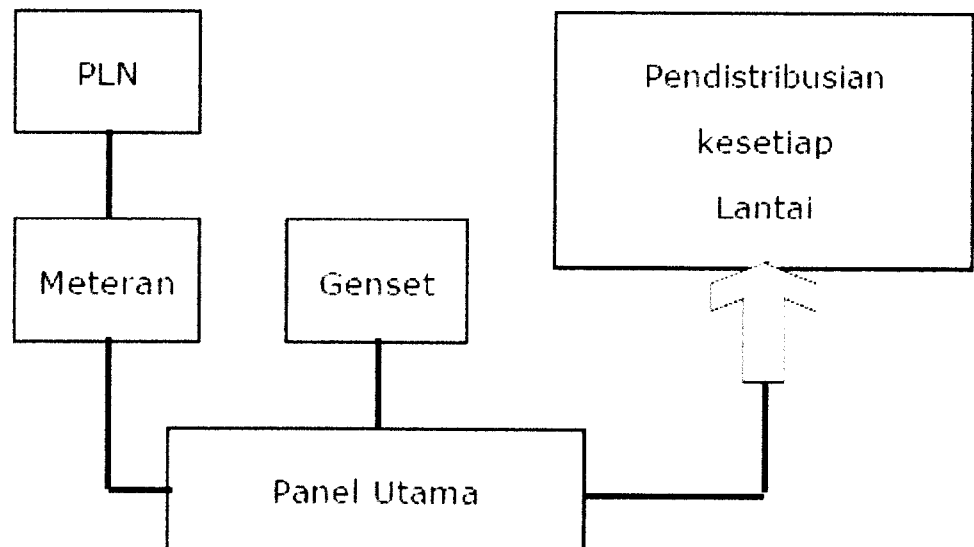 PLN
Pendistribusian
kesetiap
Lantai
Meteran
Genset
Panel Utama